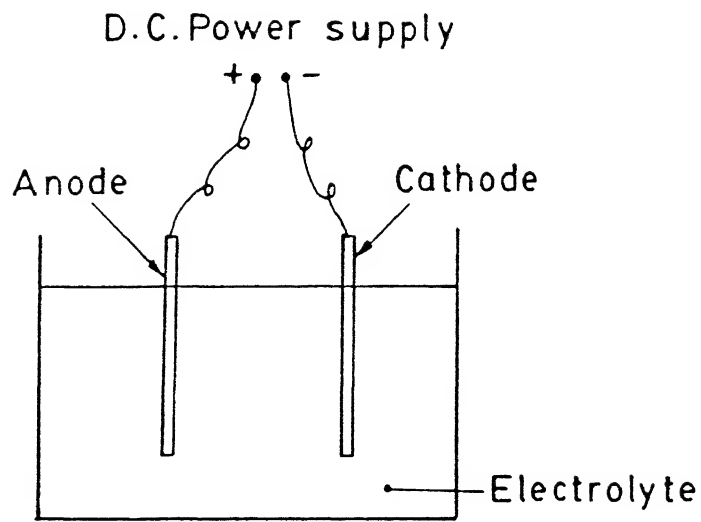 D.C. Power supply
+ -
Anode
Cathode
Electrolyte